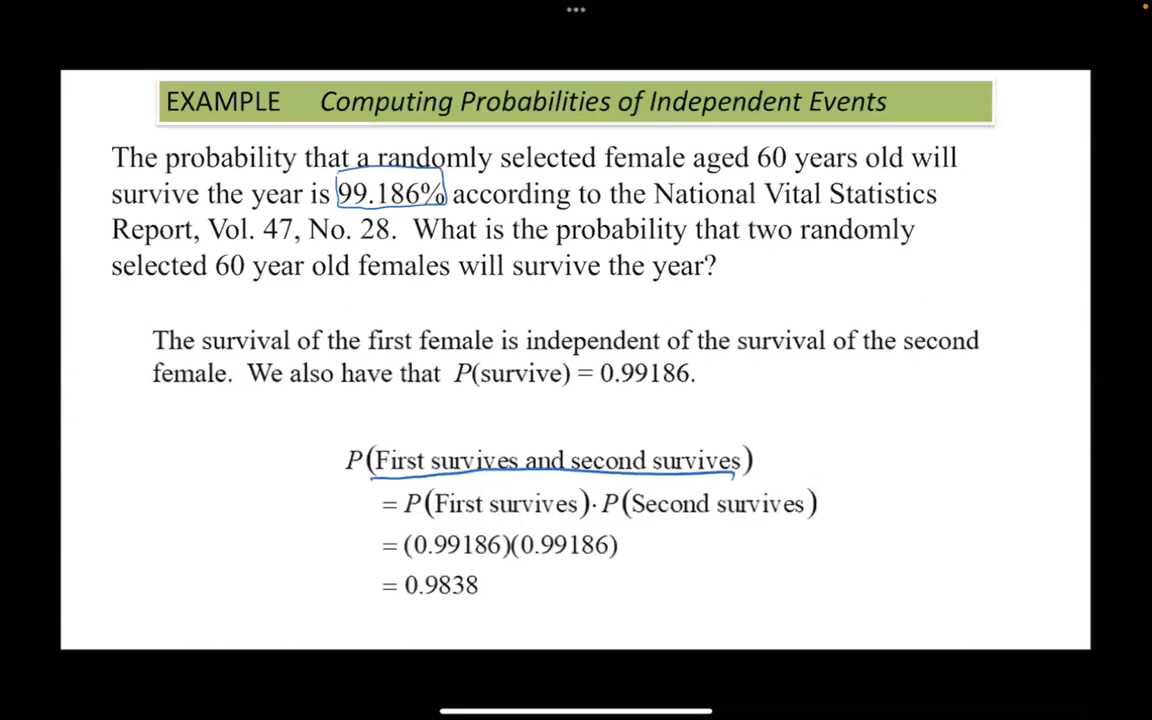 EXAMPLE Computing Probabilities of Independent Events
The probability that a randomly selected female aged 60 years old will
survive the year is 99.186% according to the National Vital Statistics
Report, Vol. 47, No. 28. What is the probability that two randomly
selected 60 year old females will survive the year?
The survival of the first female is independent of the survival of the second
female. We also have that P(survive) = 0.99186.
P(First survives and second survives)
= P(First survives)·P(Second survives)
= (0.99186)(0.99186)
= 0.9838